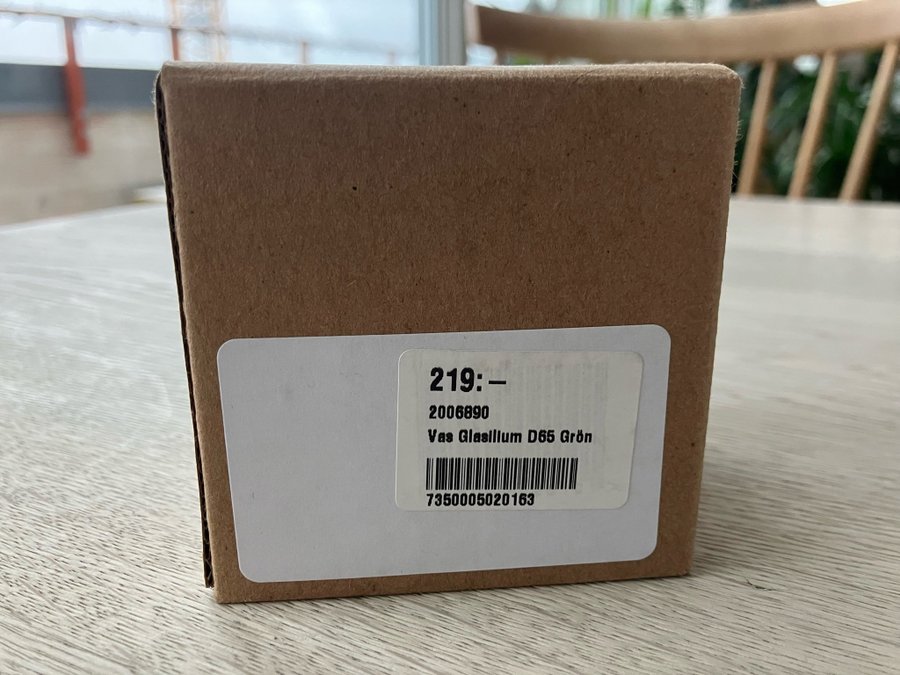 219:–
2006890
Vas Glasilium D65 Grön
7350005020163